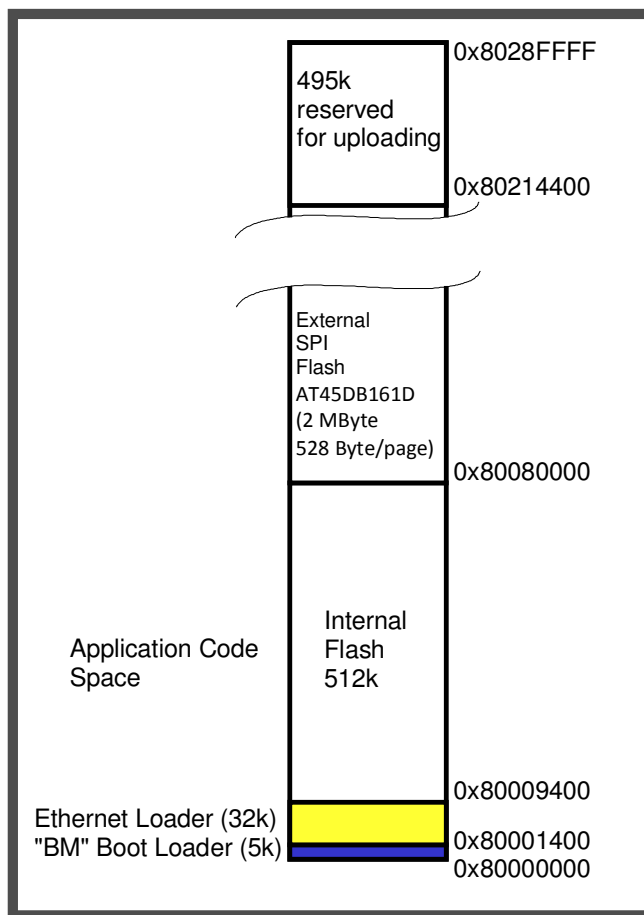 0x8028FFFF
495k
reserved
for uploading
0x80214400
External
SPI
Flash
AT45DB161D
(2 MByte
528 Byte/page)
0x80080000
Internal
Flash
512k
Application Code
Space
0x80009400
Ethernet Loader (32k)
0x80001400
"BM" Boot Loader (5k)
0x80000000